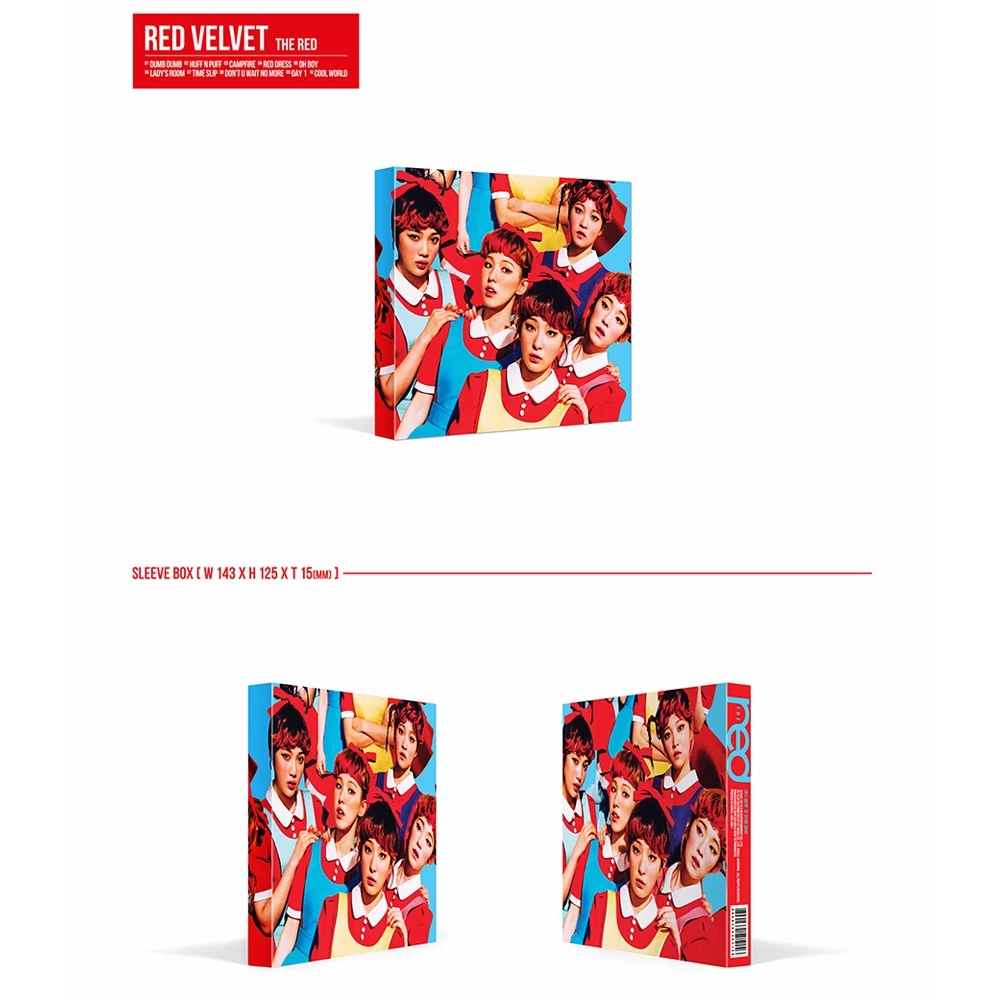 RED VELVET THE RED
01 DUMB DUMB 02 HUFF N PUFF 03 CAMPFIRE 04 RED DRESS 05 OH BOY
06 LADY'S ROOM 07 TIME SLIP 08 DON'T U WAIT NO MORE 09 DAY 1 10 COOL WORLD
SLEEVE BOX [ W 143 X H 125 X T 15(MM) ]
THE
red